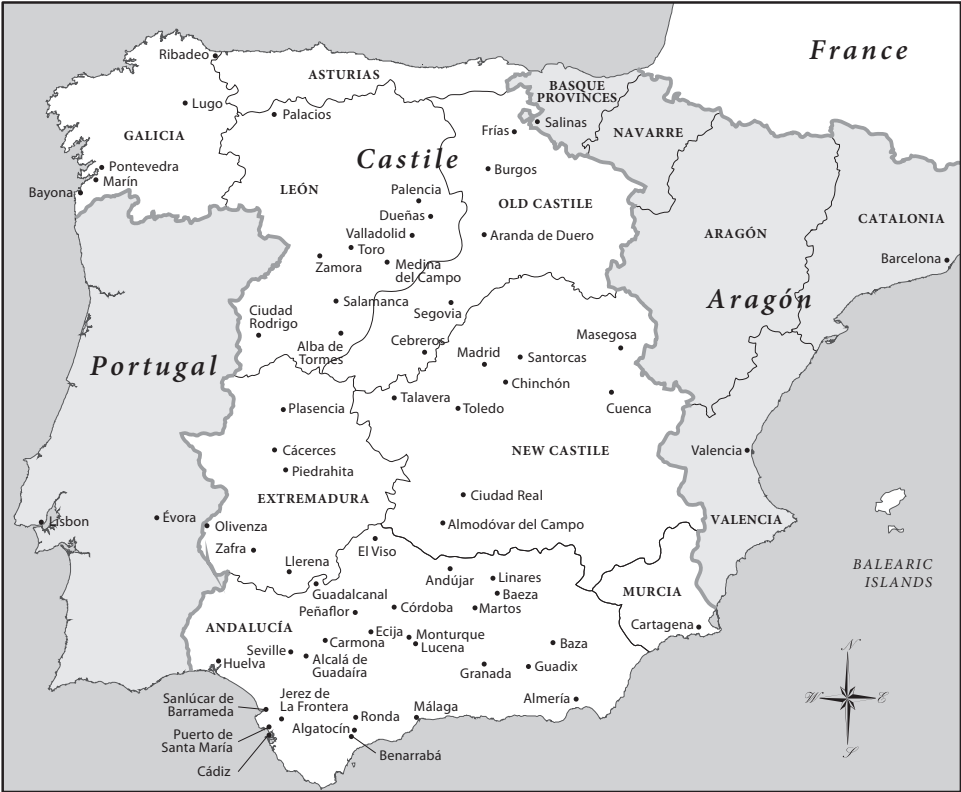 France
Ribadeo
ASTURIAS
BASQUE
PROVINCES
Lugo
Palacios
Salinas
Frías
NAVARRE
GALICIA
Castile
Pontevedra
Burgos
Marín
Bayona
LEÓN
Palencia
OLD CASTILE
Dueñas
CATALONIA
Valladolid
Aranda de Duero
ARAGÓN
Toro
Zamora
Medina
del Campo
Barcelona
Salamanca
Aragón
Ciudad
Rodrigo
Segovia
Alba de
Tormes
Cebreros
Masegosa
Madrid
Santorcas
Portugal
Chinchón
Talavera
Plasencia
Toledo
Cuenca
Cáceres
NEW CASTILE
Valencia
Piedrahita
EXTREMADURA
Ciudad Real
Lisbon
Évora
Olivenza
Almodóvar del Campo
VALENCIA
Zafra
El Viso
Llerena
BALEARIC
ISLANDS
Andújar
Linares
Guadalcanal
Baeza
MURCIA
Peñaflor
Córdoba
Martos
Cartagena
ANDALUCÍA
Ecija
Monturque
Carmona
Lucena
Baza
Seville
Alcalá de
Guadaíra
Huelva
Granada
Guadix
N
W
E
S
Sanlúcar de
Barrameda
Jerez de
La Frontera
Almería
Ronda
Málaga
Algatocín
Puerto de
Santa María
Benarrabá
Cádiz